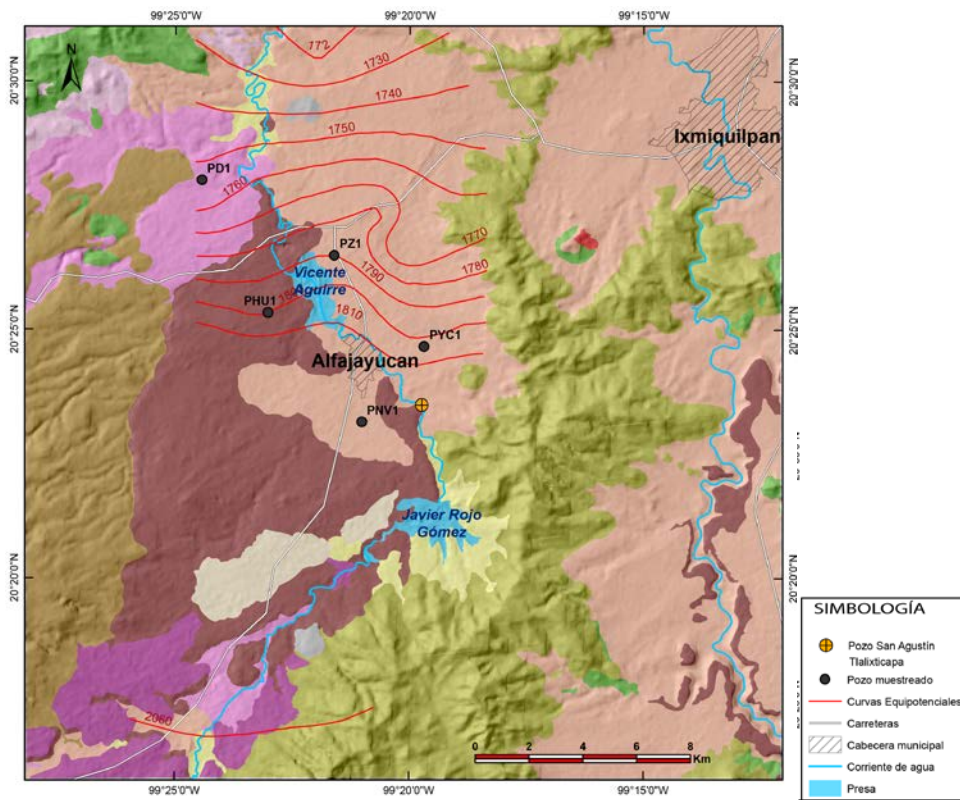 99°25'0"W
99°20'0"W
99°15'0"W
20°30'0"N
20°30'0"N
N
772
1730
1740
1750
1760
1770
1780
1790
1810
Ixmiquilpan
PD1
PZ1
Vicente
Aguirre
PHU1
PYC1
20°25'0"N
20°25'0"N
Alfajayucan
PNV1
Javier Rojo
Gómez
20°20'0"N
20°20'0"N
2060
0 2 4 6 8
Km
99°25'0"W
99°20'0"W
99°15'0"W
SIMBOLOGÍA
Pozo San Agustín
Tlalixticapa
Pozo muestreado
Curvas Equipotenciales
Carreteras
Cabecera municipal
Corriente de agua
Presa